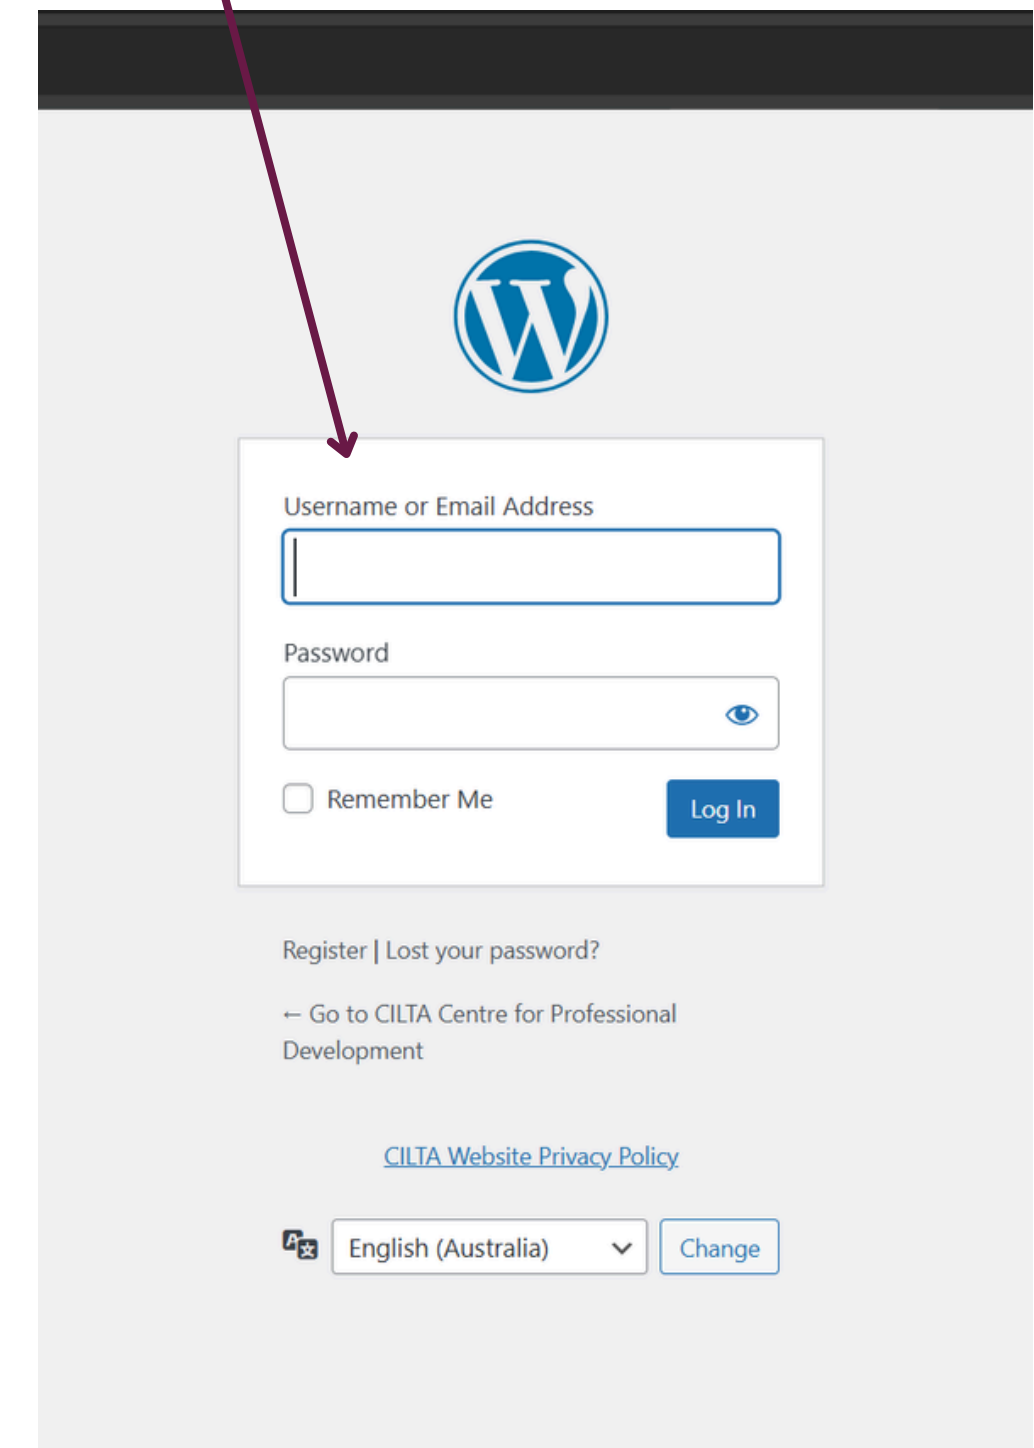 Username or Email Address
Password
Remember Me
Log In
Register | Lost your password?
← Go to CILTA Centre for Professional
Development
CILTA Website Privacy Policy
English (Australia)
Change